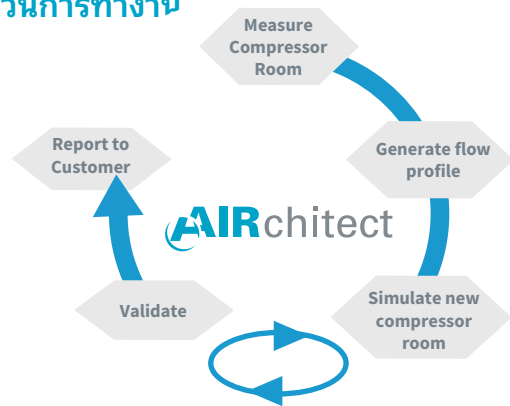 Measure
Compressor
Room
Generate flow
profile
Simulate new
compressor
room
Validate
Report to
Customer
AIRchitect